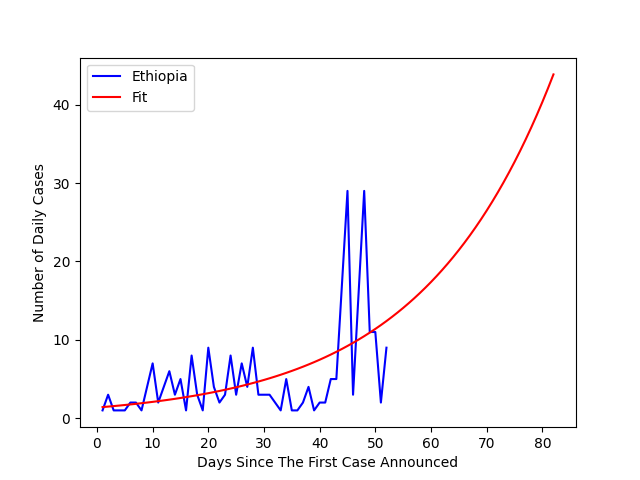 Ethiopia
Fit
Number of Daily Cases
40
30
20
10
0
0 10 20 30 40 50 60 70 80
Days Since The First Case Announced